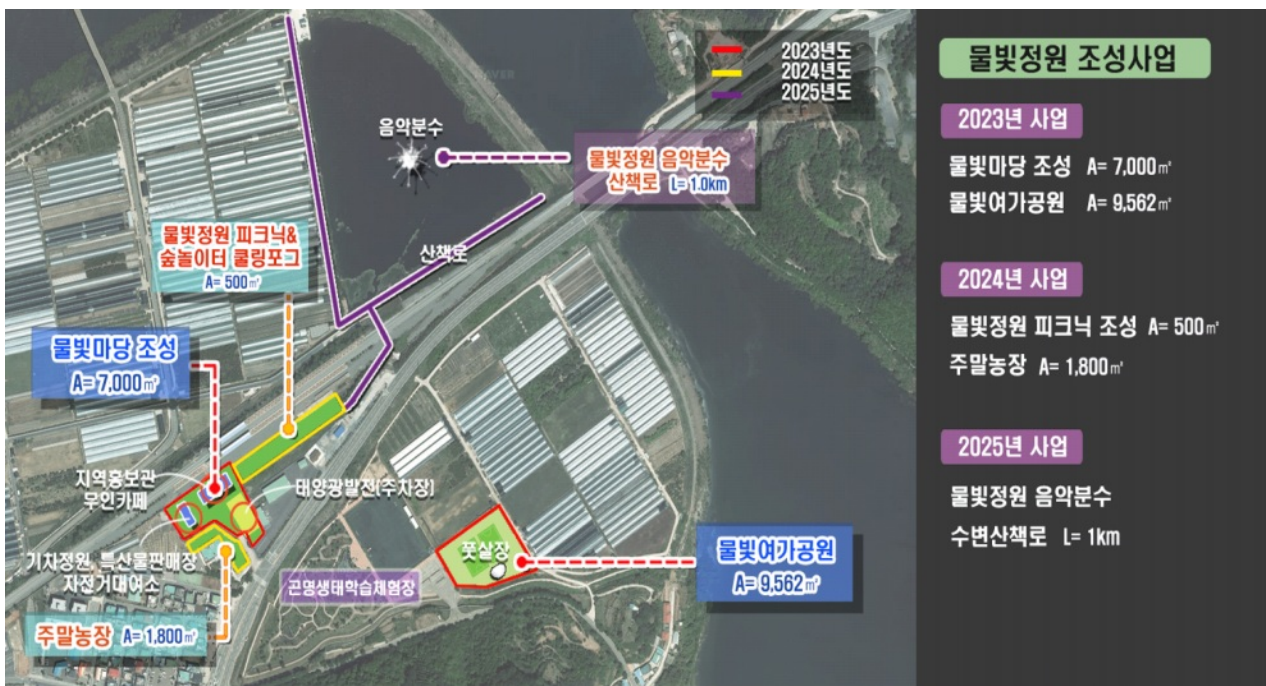 2023년도
2024년도
2025년도
음악분수
물빛정원 음악분수
산책로 L= 1.0km
물빛정원 피크닉&
숲놀이터 쿨링포그
A= 500㎡
산책로
물빛마당 조성
A= 7,000㎡
지역홍보관
무인카페
태양광발전(주차장)
기차정원, 특산물판매장
자전거대여소
주말농장 A= 1,800㎡
곤명생태학습체험장
풋살장
물빛여가공원
A= 9,562㎡
물빛정원 조성사업
2023년 사업
물빛마당 조성 A= 7,000㎡
물빛여가공원 A= 9,562㎡
2024년 사업
물빛정원 피크닉 조성 A= 500㎡
주말농장 A= 1,800㎡
2025년 사업
물빛정원 음악분수
수변산책로 L= 1km